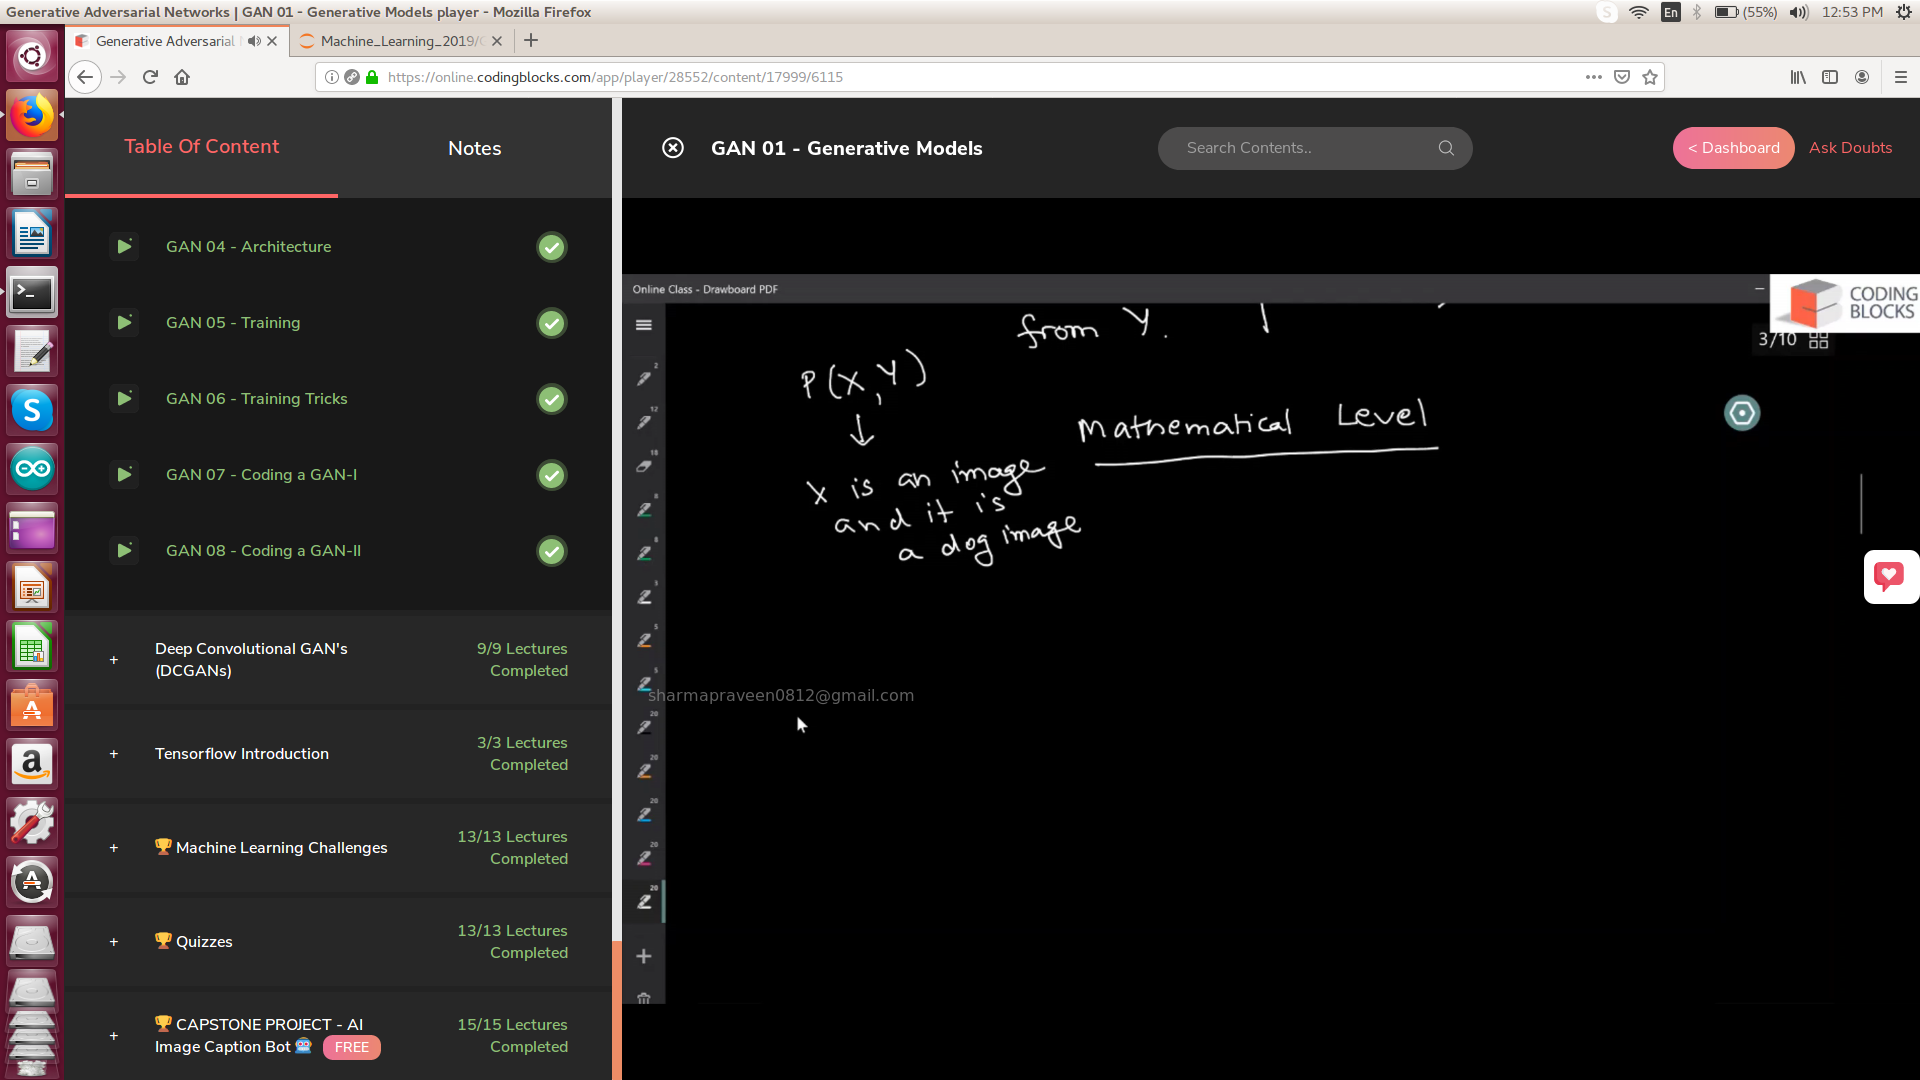 Generative Adversarial Networks | GAN 01 - Generative Models player - Mozilla Firefox
S En (55%) 12:53 PM
Generative Adversarial
Machine_Learning_2019/
https://online.codingblocks.com/app/player/28552/content/17999/6115
Table Of Content
Notes
GAN 01 - Generative Models
Search Contents..
< Dashboard
Ask Doubts
GAN 04 - Architecture
GAN 05 - Training
GAN 06 - Training Tricks
GAN 07 - Coding a GAN-I
GAN 08 - Coding a GAN-II
+ Deep Convolutional GAN's
(DCGANs)
9/9 Lectures
Completed
+ Tensorflow Introduction
3/3 Lectures
Completed
+ Machine Learning Challenges
13/13 Lectures
Completed
+ Quizzes
13/13 Lectures
Completed
+ CAPSTONE PROJECT - AI
Image Caption Bot FREE
15/15 Lectures
Completed
Online Class - Drawboard PDF
CODING
BLOCKS
3/10
from Y.
P(X,Y)
Mathematical Level
X is an image
and it is
a dog image
sharmapraveen0812@gmail.com